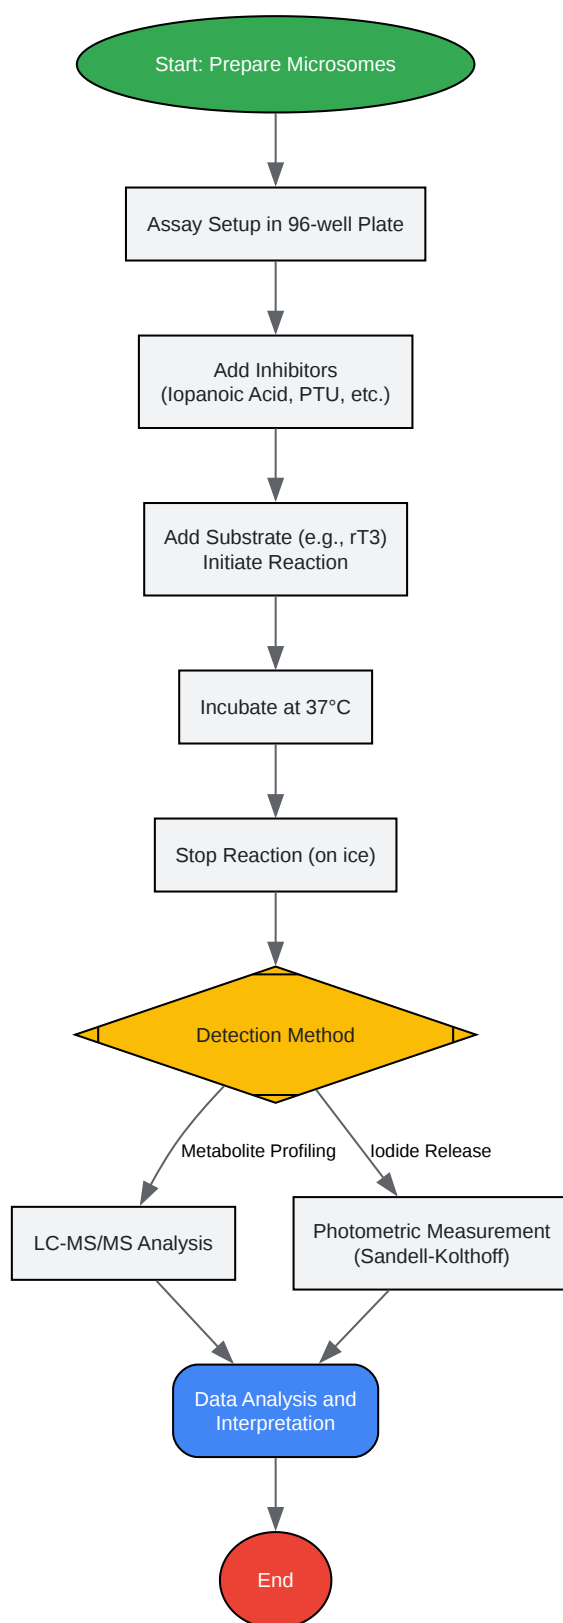 Start: Prepare Microsomes
Assay Setup in 96-well Plate
Add Inhibitors
(Iopanoic Acid, PTU, etc.)
Add Substrate (e.g., rT3)
Initiate Reaction
Incubate at 37°C
Stop Reaction (on ice)
Detection Method
Metabolite Profiling
Iodide Release
LC-MS/MS Analysis
Photometric Measurement
(Sandell-Kolthoff)
Data Analysis and
Interpretation
End